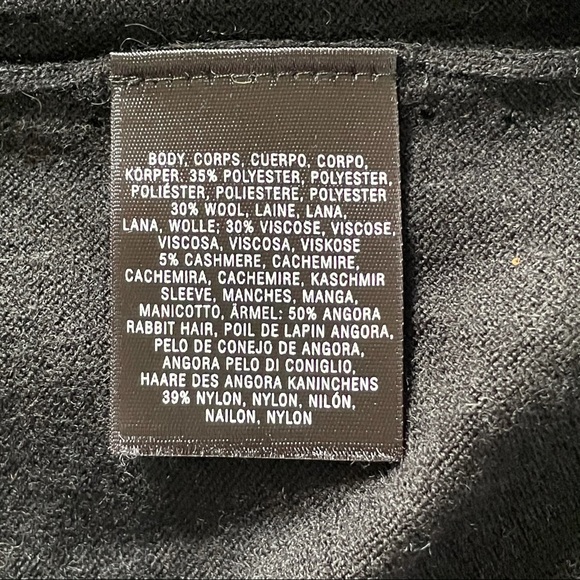 BODY, CORPS, CUERPO, CORPO,
KÖRPER: 35% POLYESTER, POLYESTER,
POLIÉSTER, POLIESTERE, POLYESTER
30% WOOL, LAINE, LANA,
LANA, WOLLE; 30% VISCOSE, VISCOSE,
VISCOSA, VISCOSA, VISKOSE
5% CASHMERE, CACHEMIRE,
CACHEMIRA, CACHEMIRE, KASCHMIR
SLEEVE, MANCHES, MANGA,
MANICOTTO, ÄRMEL: 50% ANGORA
RABBIT HAIR, POIL DE LAPIN ANGORA,
PELO DE CONEJO DE ANGORA,
ANGORA PELO DI CONIGLIO,
HAARE DES ANGORA KANINCHENS
39% NYLON, NYLON, NILÓN,
NAILON, NYLON